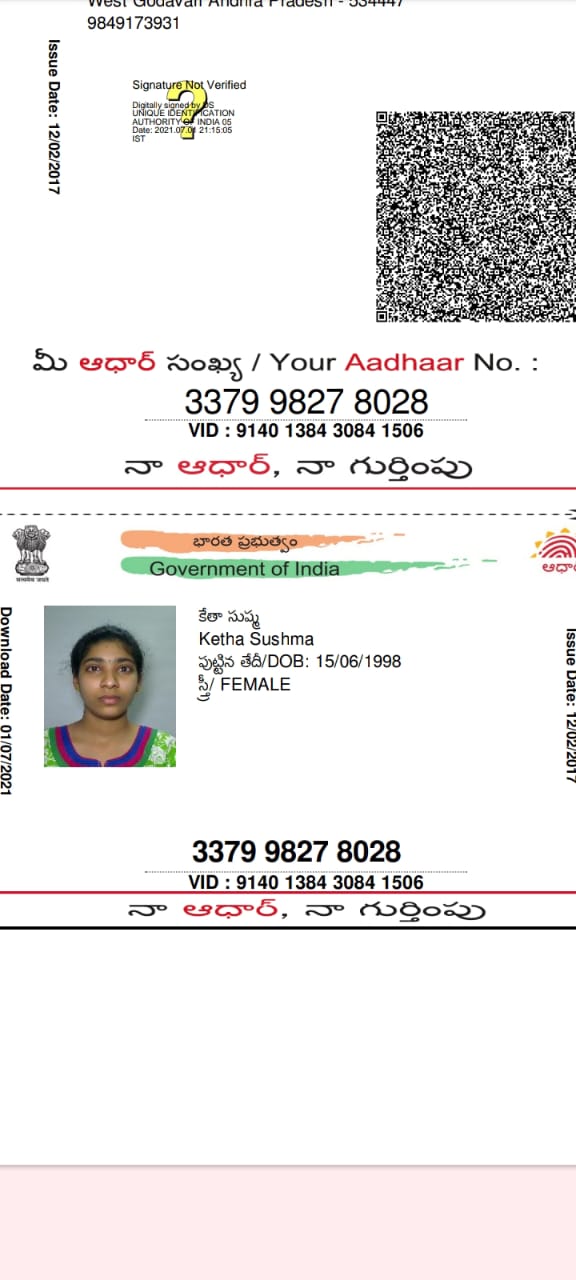 West Godavari Andhra Pradesh - 534447
9849173931
Issue Date: 12/02/2017
Signature Not Verified
Digitally signed by DS
UNIQUE IDENTIFICATION
AUTHORITY OF INDIA 05
Date: 2021.07.01 21:15:05
IST
మీ ఆధార్ సంఖ్య / Your Aadhaar No. :
3379 9827 8028
VID : 9140 1384 3084 1506
నా ఆధార్, నా గుర్తింపు
భారత ప్రభుత్వం
Government of India
सत्यमेव जयते
Download Date: 01/07/2021
కేతా సుష్మ
Ketha Sushma
పుట్టిన తేదీ/DOB: 15/06/1998
స్త్రీ/ FEMALE
Issue Date: 12/02/2017
3379 9827 8028
VID : 9140 1384 3084 1506
నా ఆధార్, నా గుర్తింపు